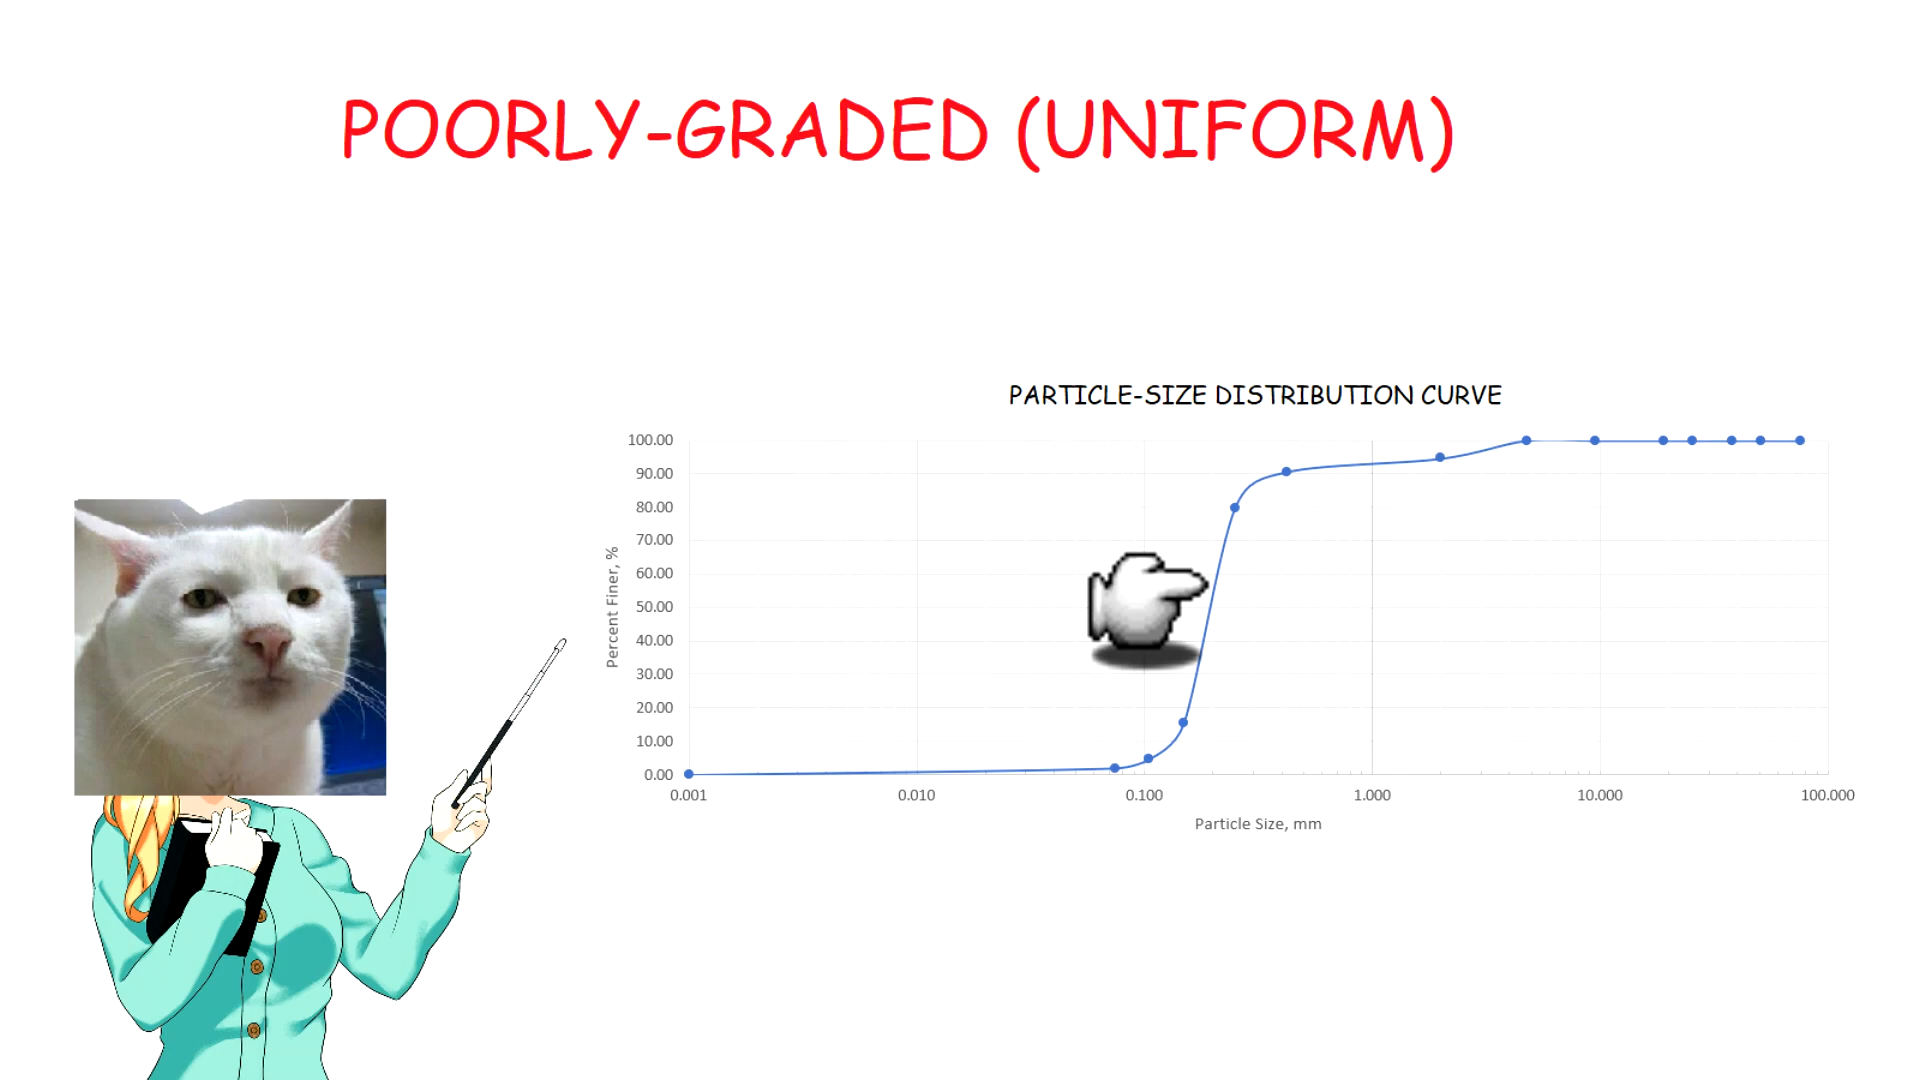 POORLY-GRADED (UNIFORM)
PARTICLE-SIZE DISTRIBUTION CURVE
100.00
90.00
80.00
70.00
60.00
50.00
40.00
30.00
20.00
10.00
0.00
Percent Finer, %
0.001 0.010 0.100 1.000 10.000 100.000
Particle Size, mm